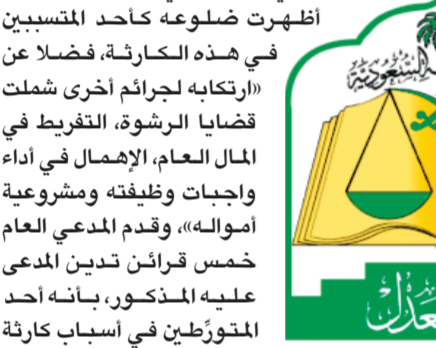 أظهرت ضلوعه كأحد المتسببين
في هذه الكارثة، فضلا عن
«ارتكابه لجرائم أخرى شملت
قضايا الرشوة، التفريط في
المال العام، الإهمال في أداء
واجبات وظيفته ومشروعية
أمواله»، وقدم المدعي العام
خمس قرائن تدين المدعى
عليه المذكور، بأنه أحد
المتورِّطين في أسباب كارثة
السعودية